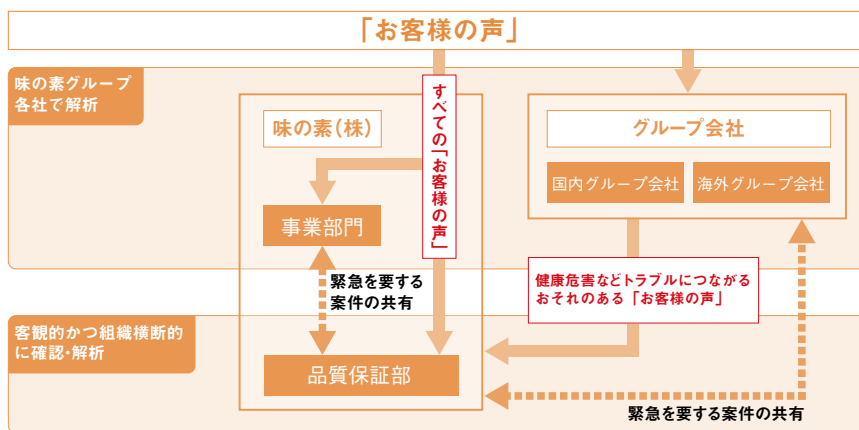 「お客様の声」
味の素グループ
各社で解析
すべての「お客様の声」
味の素(株)
事業部門
緊急を要する
案件の共有
グループ会社
国内グループ会社
海外グループ会社
健康危害などトラブルにつながる
おそれのある「お客様の声」
客観的かつ組織横断的
に確認・解析
品質保証部
緊急を要する案件の共有